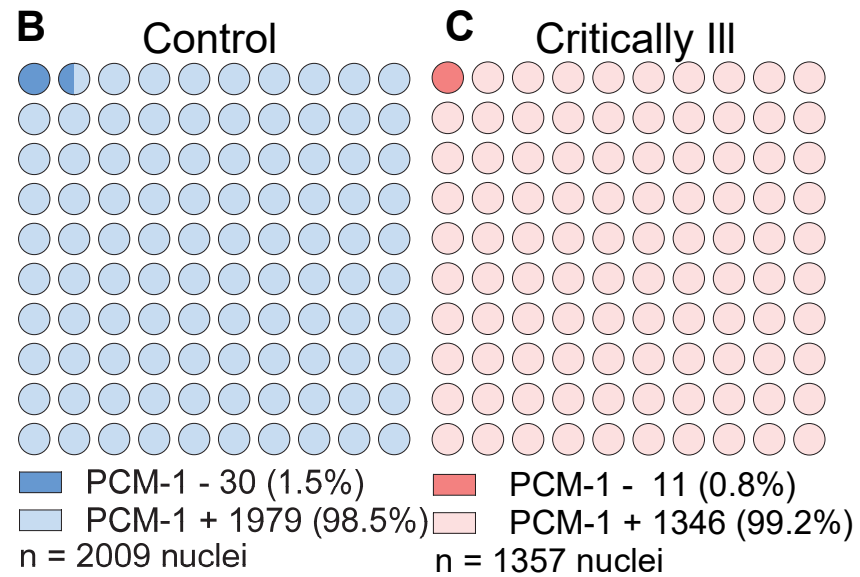 B
Control
PCM-1 - 30 (1.5%)
PCM-1 + 1979 (98.5%)
n = 2009 nuclei
C
Critically Ill
PCM-1 - 11 (0.8%)
PCM-1 + 1346 (99.2%)
n = 1357 nuclei